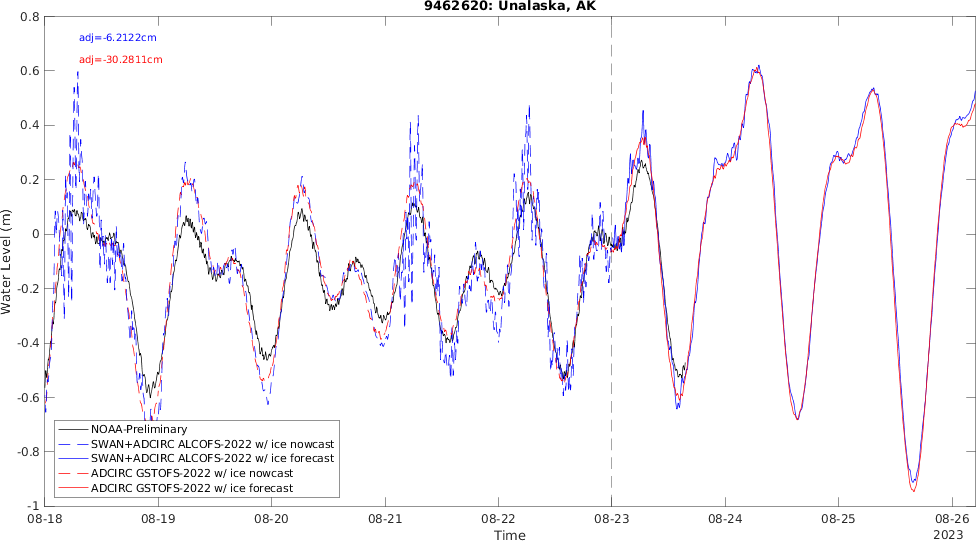 9462620: Unalaska, AK
adj=-6.2122cm
adj=-30.2811cm
Water Level (m)
0.8
0.6
0.4
0.2
0
-0.2
-0.4
-0.6
-0.8
-1
NOAA-Preliminary
SWAN+ADCIRC ALCOFS-2022 w/ ice nowcast
SWAN+ADCIRC ALCOFS-2022 w/ ice forecast
ADCIRC GSTOFS-2022 w/ ice nowcast
ADCIRC GSTOFS-2022 w/ ice forecast
08-18 08-19 08-20 08-21 08-22 08-23 08-24 08-25 08-26
Time
2023